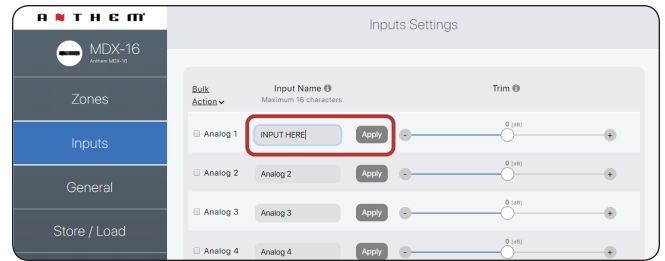 ANTHEM
MDX-16
Anthem MDX-16
Zones
Inputs
General
Store / Load
Inputs Settings
Bulk
Action
Input Name
Maximum 16 characters.
Trim
Analog 1
INPUT HERE
Apply
-
0 (dB)
+
Analog 2
Analog 2
Apply
-
0 (dB)
+
Analog 3
Analog 3
Apply
-
0 (dB)
+
Analog 4
Analog 4
Apply
-
0 (dB)
+